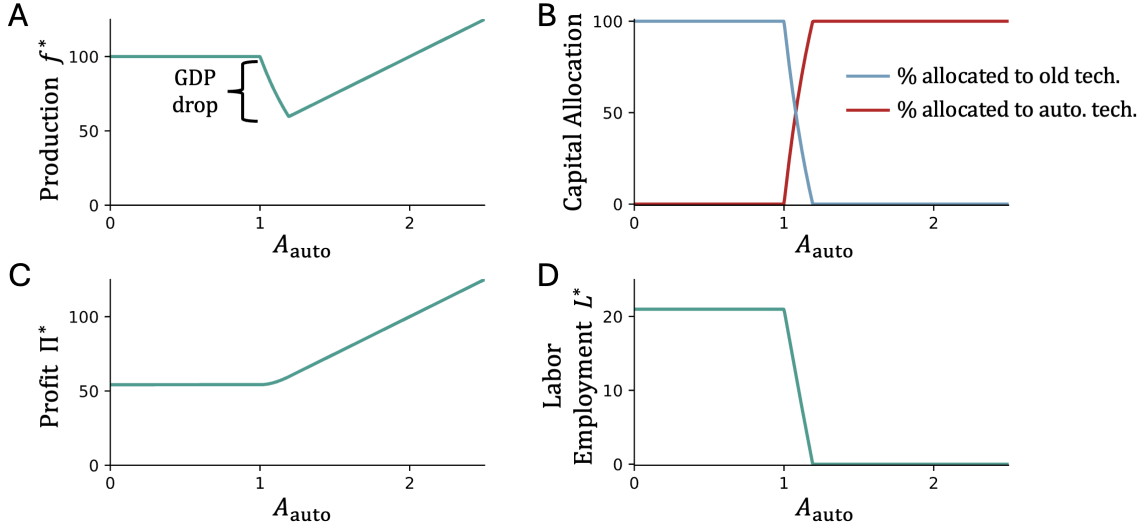 A
Production f*
100
50
0
GDP
drop
0
1
2
A_auto
B
Capital Allocation
100
50
0
% allocated to old tech.
% allocated to auto. tech.
0
1
2
A_auto
C
Profit Π*
100
50
0
0
1
2
A_auto
D
Labor
Employment L*
20
10
0
0
1
2
A_auto